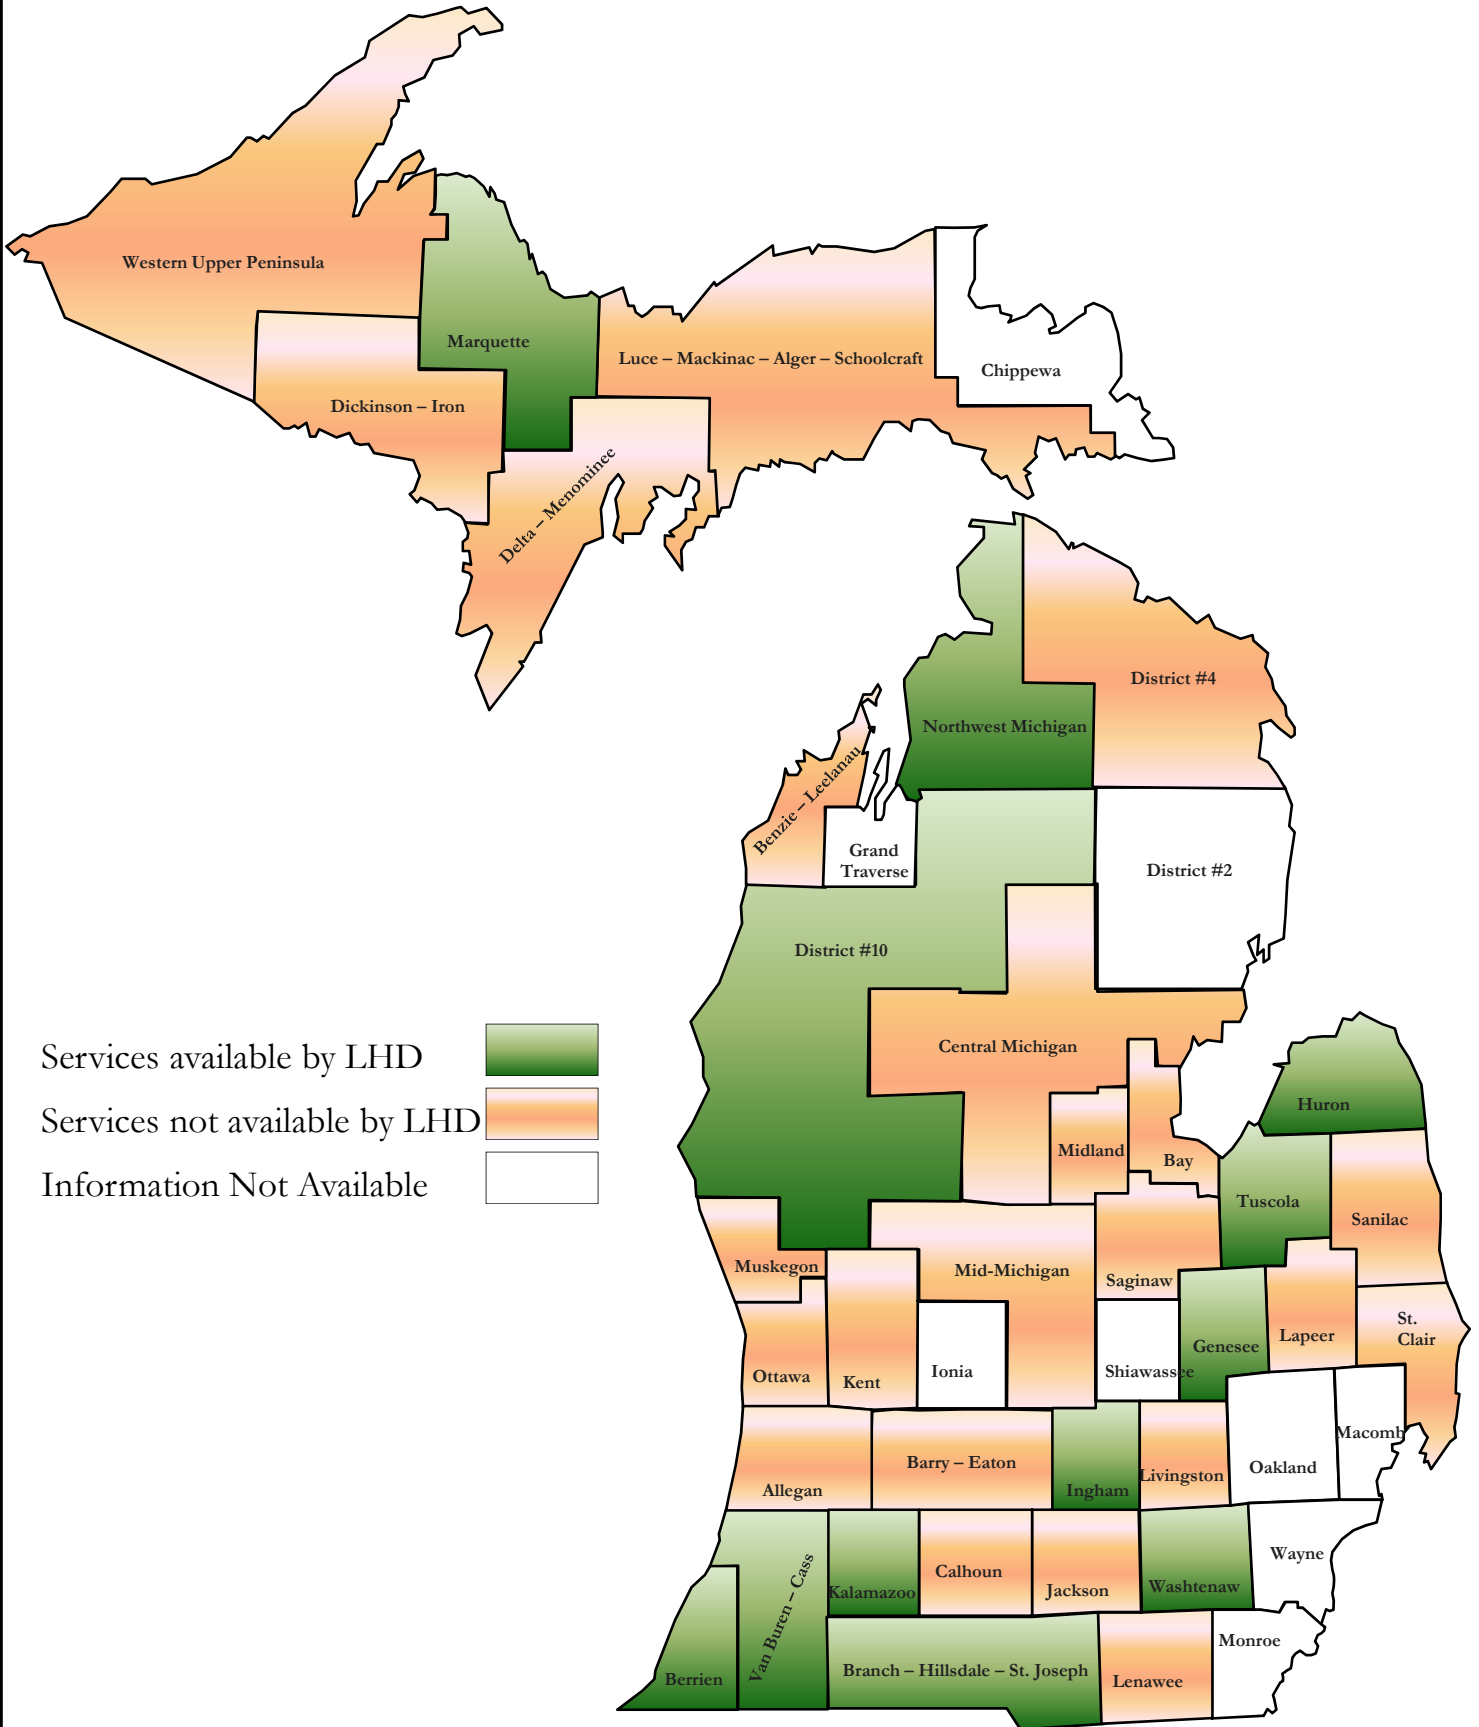 Western Upper Peninsula
Marquette
Luce – Mackinac – Alger – Schoolcraft
Chippewa
Dickinson – Iron
Delta – Menominee
District #4
Northwest Michigan
Benzie – Leelanau
Grand
Traverse
District #2
District #10
Central Michigan
Services available by LHD
Services not available by LHD
Information Not Available
Huron
Midland
Bay
Tuscola
Sanilac
Muskegon
Mid-Michigan
Saginaw
St.
Clair
Lapeer
Genesee
Ottawa
Kent
Ionia
Shiawassee
Macomb
Oakland
Barry – Eaton
Livingston
Allegan
Ingham
Wayne
Calhoun
Jackson
Washtenaw
Kalamazoo
Van Buren – Cass
Monroe
Branch – Hillsdale – St. Joseph
Berrien
Lenawee